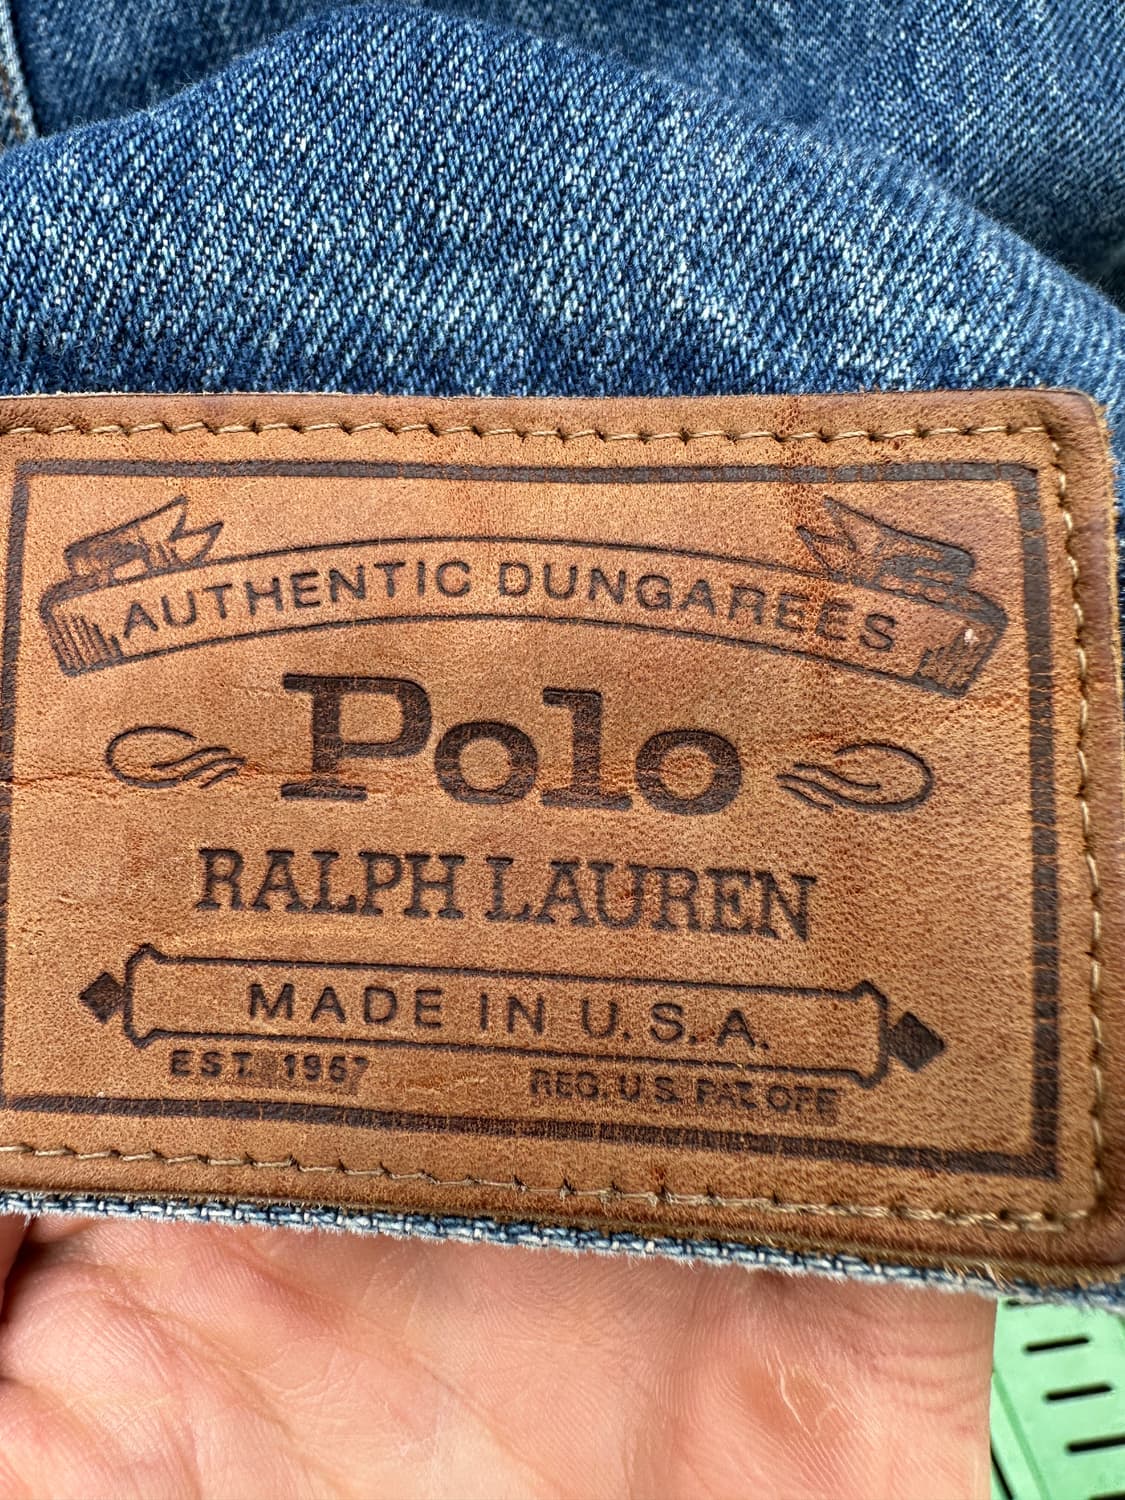 AUTHENTIC DUNGAREES
Polo
RALPH LAUREN
MADE IN U.S.A.
EST. 1967
REG. U.S. PAT. OFF.